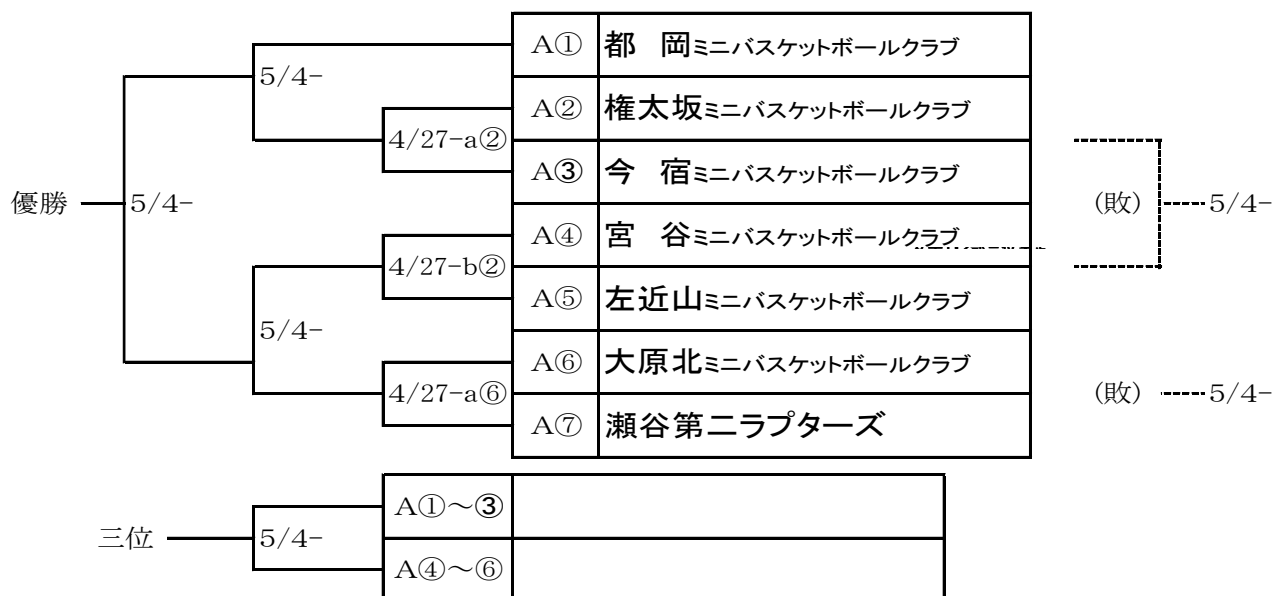 A① 都　岡ミニバスケットボールクラブ
5/4-
A② 権太坂ミニバスケットボールクラブ
4/27-a②
A③ 今　宿ミニバスケットボールクラブ
優勝 5/4- (敗) 5/4-
A④ 宮　谷ミニバスケットボールクラブ
4/27-b②
A⑤ 左近山ミニバスケットボールクラブ
5/4-
A⑥ 大原北ミニバスケットボールクラブ
4/27-a⑥ (敗) 5/4-
A⑦ 瀬谷第二ラプターズ
A①～③
三位 5/4-
A④～⑥